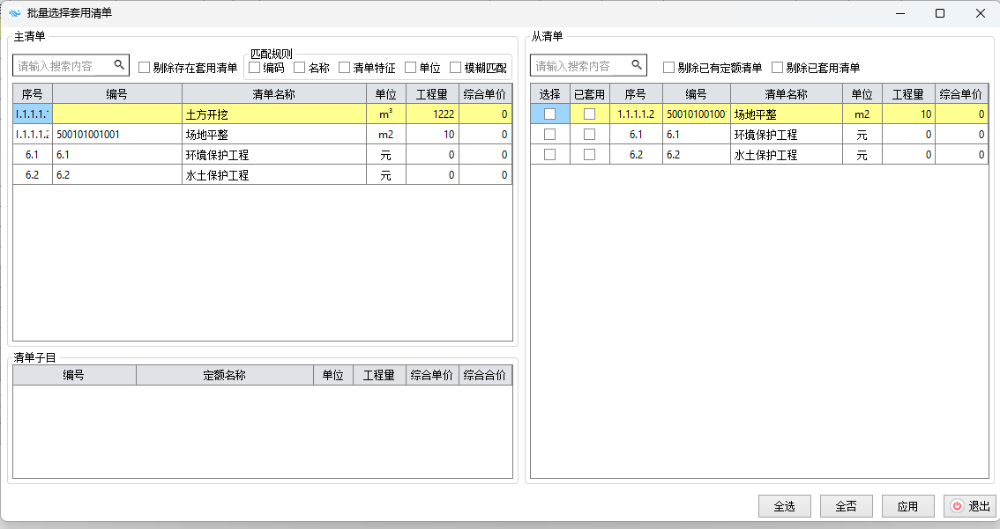 批量选择套用清单
主清单
请输入搜索内容 剔除存在套用清单
匹配规则
编码 名称 清单特征 单位 模糊匹配
序号 编号 清单名称 单位 工程量 综合单价
土方开挖 m³ 1222 0
500101001001 场地平整 m2 10 0
6.1 6.1 环境保护工程 元 0 0
6.2 6.2 水土保护工程 元 0 0
清单子目
编号 定额名称 单位 工程量 综合单价 综合合价
从清单
请输入搜索内容 剔除已有定额清单 剔除已套用清单
选择 已套用 序号 编号 清单名称 单位 工程量 综合单价
1.1.1.1.2 50010100100 场地平整 m2 10 0
6.1 6.1 环境保护工程 元 0 0
6.2 6.2 水土保护工程 元 0 0
全选 全否 应用 退出